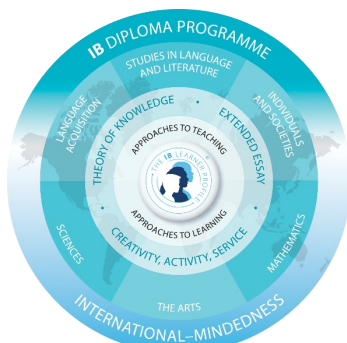 IB DIPLOMA PROGRAMME
STUDIES IN LANGUAGE
AND LITERATURE
LANGUAGE
ACQUISITION
INDIVIDUALS
AND SOCIETIES
THEORY OF KNOWLEDGE
EXTENDED ESSAY
APPROACHES TO TEACHING
THE IB LEARNER PROFILE
APPROACHES TO LEARNING
CREATIVITY, ACTIVITY, SERVICE
SCIENCES
MATHEMATICS
THE ARTS
INTERNATIONAL–MINDEDNESS